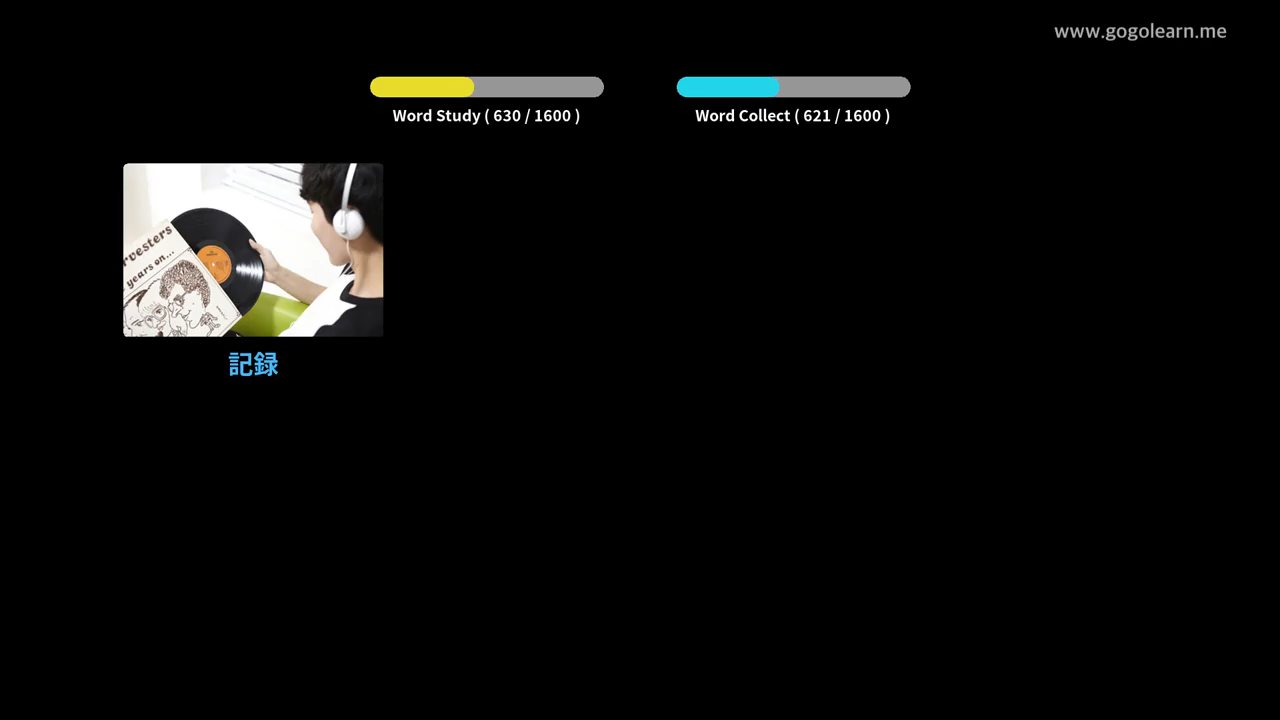 www.gogolearn.me
Word Study ( 630 / 1600 )
Word Collect ( 621 / 1600 )
rvesters
years on...
記録